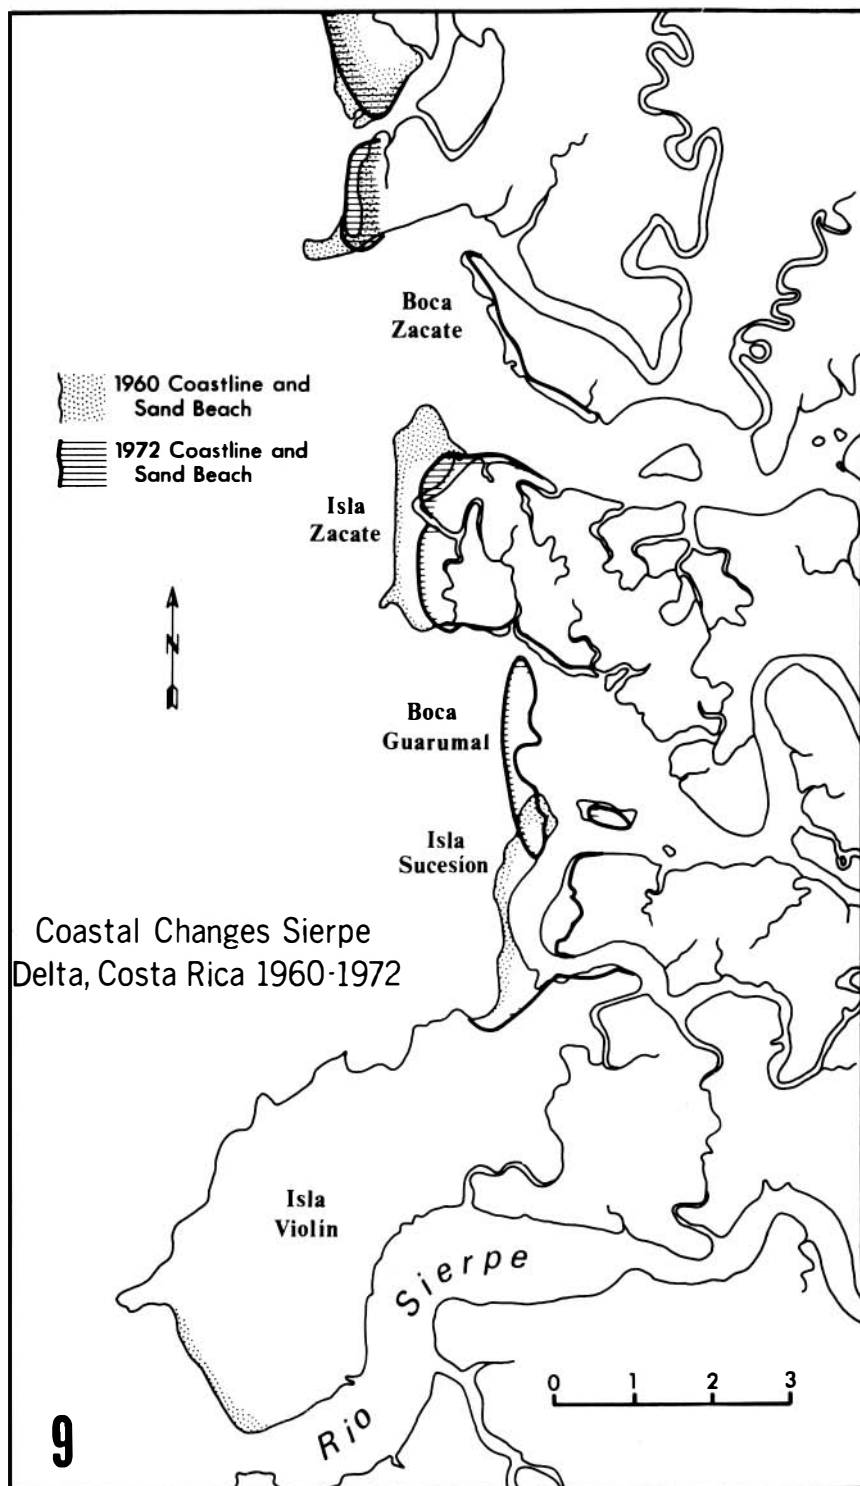 Boca
Zacate
1960 Coastline and
Sand Beach
1972 Coastline and
Sand Beach
Isla
Zacate
N
Boca
Guarumal
Isla
Sucesion
Coastal Changes Sierpe
Delta, Costa Rica 1960-1972
Isla
Violín
Rio Sierpe
0 1 2 3
9